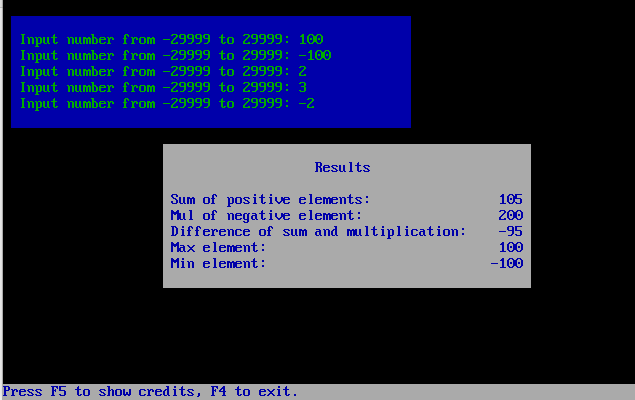 Input number from -29999 to 29999: 100
Input number from -29999 to 29999: -100
Input number from -29999 to 29999: 2
Input number from -29999 to 29999: 3
Input number from -29999 to 29999: -2
Results
Sum of positive elements: 105
Mul of negative element: 200
Difference of sum and multiplication: -95
Max element: 100
Min element: -100
Press F5 to show credits, F4 to exit.